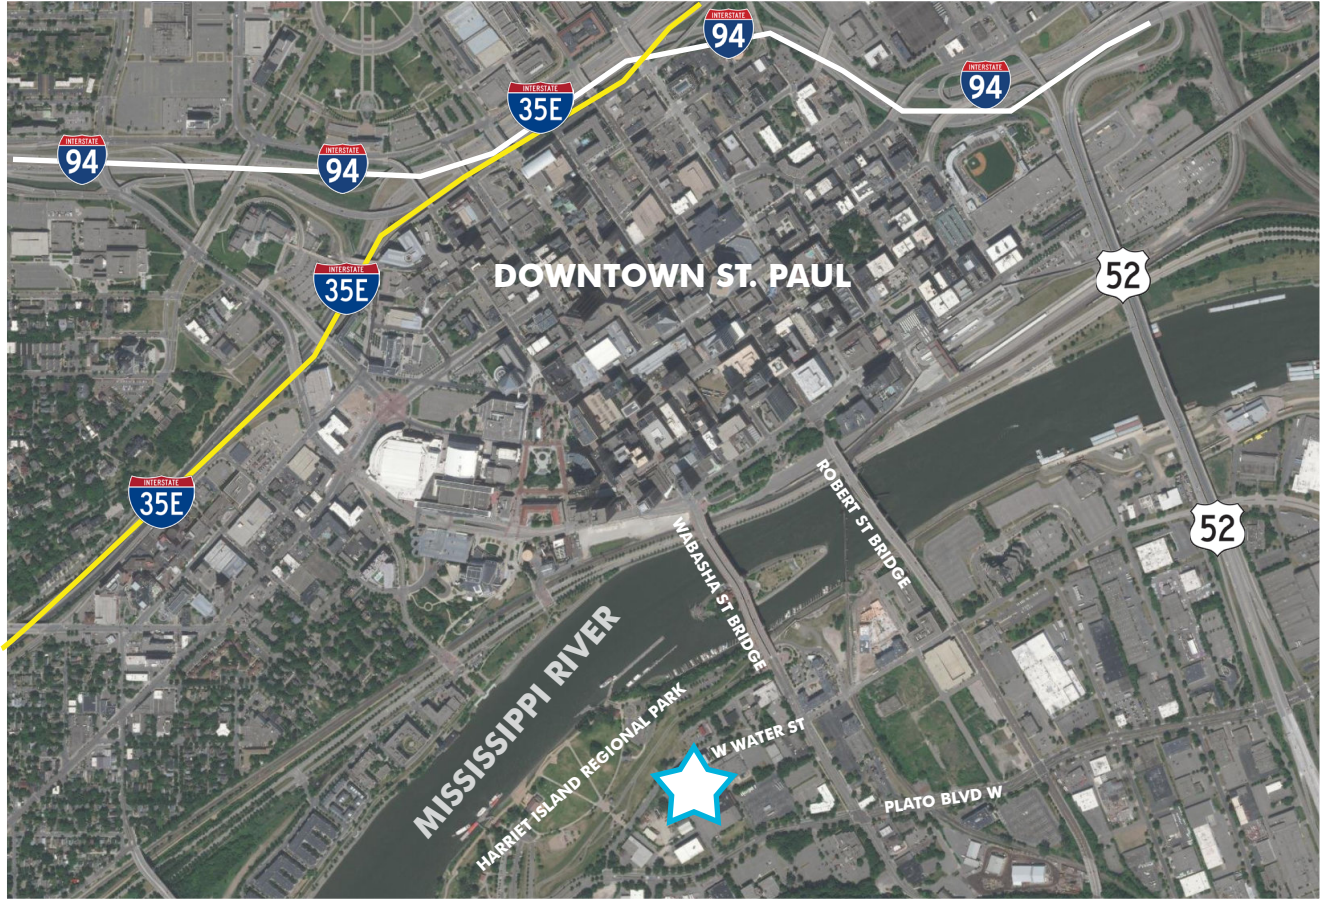 INTERSTATE
94
INTERSTATE
94
INTERSTATE
35E
INTERSTATE
94
INTERSTATE
94
DOWNTOWN ST. PAUL
52
INTERSTATE
35E
INTERSTATE
35E
ROBERT ST BRIDGE
52
WABASHA ST BRIDGE
MISSISSIPPI RIVER
HARRIET ISLAND REGIONAL PARK
W WATER ST
PLATO BLVD W